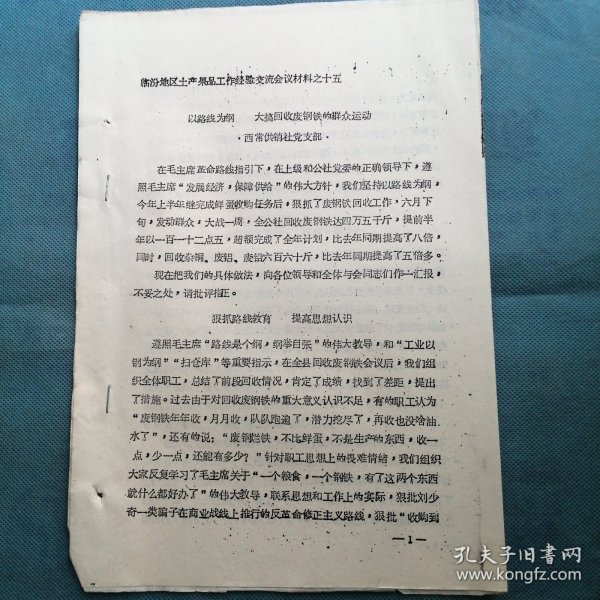 临汾地区土产果品工作经验交流会议材料之十五
以路线为纲　　大搞回收废钢铁的群众运动
·西常供销社党支部·
在毛主席革命路线指引下，在上级和公社党委的正确领导下，遵
照毛主席“发展经济，保障供给”的伟大方针，我们坚持以路线为纲，
今年上半年继完成鲜蛋收购任务后，狠抓了废钢铁回收工作，六月下
旬，发动群众，大战一周，全公社回收废钢铁达四万五千斤，提前半
年以一百一十二点五，超额完成了全年计划，比去年同期提高了八倍，
同时，回收杂铜、废铝、废铅六百六十斤，比去年同期提高了五倍多。
现在把我们的具体做法，向各位领导和全体与会同志们作一汇报，
不妥之处，请批评指正。
狠抓路线教育　　提高思想认识
遵照毛主席“路线是个纲，纲举目张”的伟大教导，和“工业以
钢为纲”“扫仓库”等重要指示，在全县回收废钢铁会议后，我们组
织全体职工，总结了前段回收情况，肯定了成绩，找到了差距，提出
了措施。过去由于对回收废钢铁的重大意义认识不足，有的职工认为
“废钢铁年年收，月月收，队队跑遍了，潜力挖尽了，再收也没啥油
水了”，还有的说：“废钢烂铁，不比鲜蛋，不是生产的东西，收一
点，少一点，还能有多少？”针对职工思想上的畏难情绪，我们组织
大家反复学习了毛主席关于“一个粮食，一个钢铁，有了这两个东西
就什么都好办了”的伟大教导，联系思想和工作上的实际，狠批刘少
奇一类骗子在商业战线上推行的反革命修正主义路线，狠批“收购到
—1—
孔夫子旧书网
www.kongfz.com